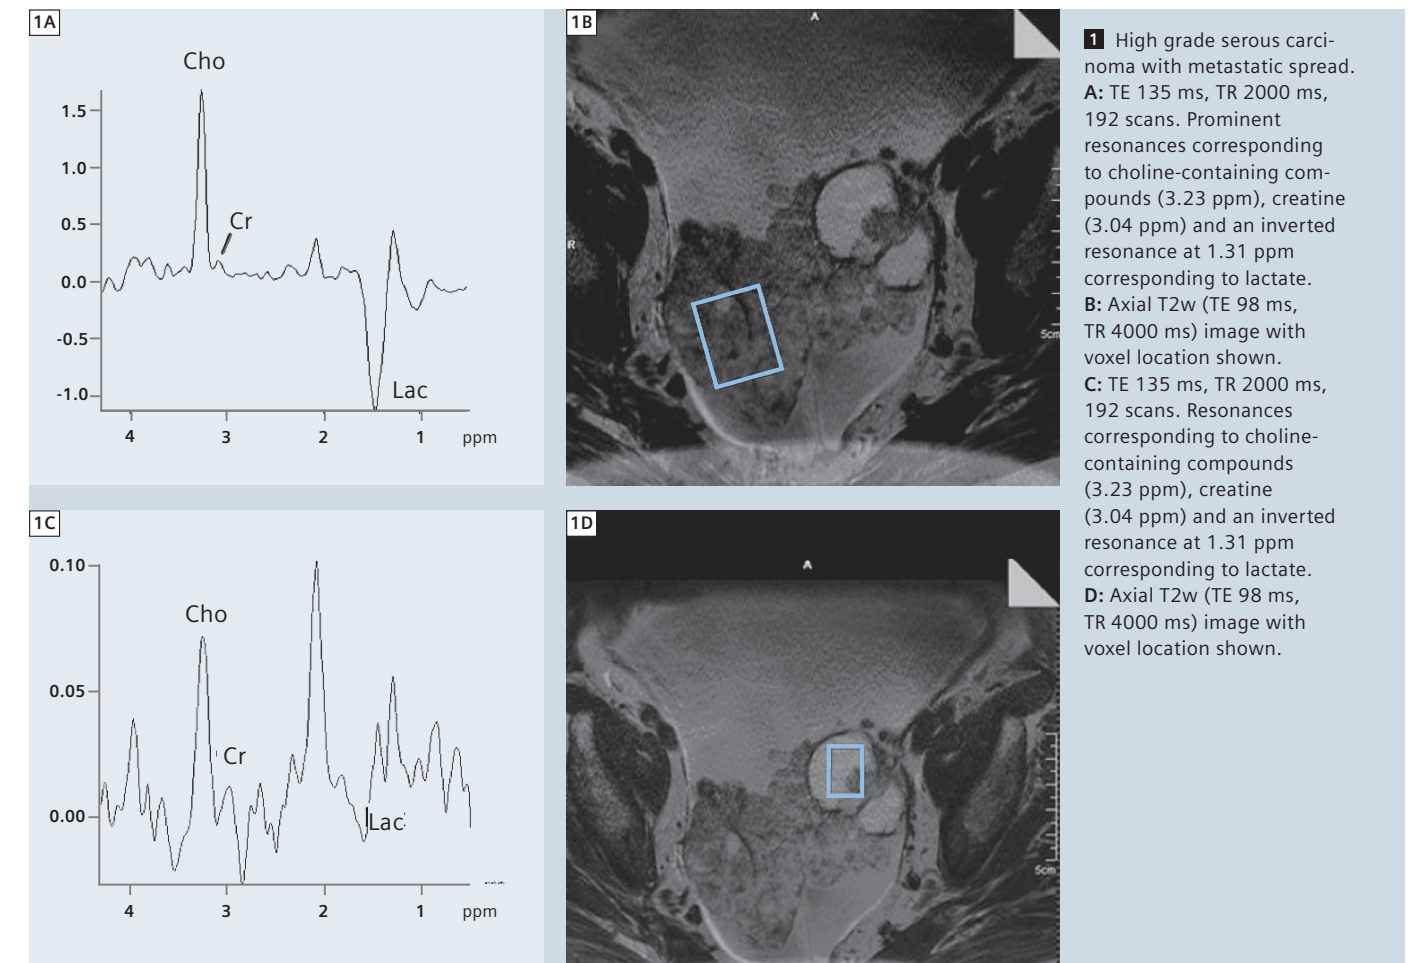 1A
Cho
Cr
Lac
1.5
1.0
0.5
0.0
-0.5
-1.0
4 3 2 1 ppm
1B
A
R
5cm
1C
Cho
Cr
Lac
0.10
0.05
0.00
4 3 2 1 ppm
1D
A
5cm
1 High grade serous carci-
noma with metastatic spread.
A: TE 135 ms, TR 2000 ms,
192 scans. Prominent
resonances corresponding
to choline-containing com-
pounds (3.23 ppm), creatine
(3.04 ppm) and an inverted
resonance at 1.31 ppm
corresponding to lactate.
B: Axial T2w (TE 98 ms,
TR 4000 ms) image with
voxel location shown.
C: TE 135 ms, TR 2000 ms,
192 scans. Resonances
corresponding to choline-
containing compounds
(3.23 ppm), creatine
(3.04 ppm) and an inverted
resonance at 1.31 ppm
corresponding to lactate.
D: Axial T2w (TE 98 ms,
TR 4000 ms) image with
voxel location shown.